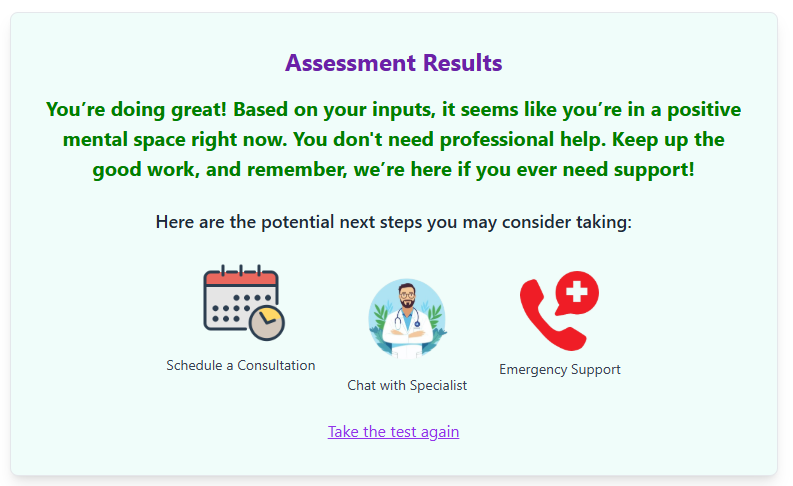 Assessment Results
You’re doing great! Based on your inputs, it seems like you’re in a positive
mental space right now. You don't need professional help. Keep up the
good work, and remember, we’re here if you ever need support!
Here are the potential next steps you may consider taking:
Schedule a Consultation
Chat with Specialist
Emergency Support
Take the test again